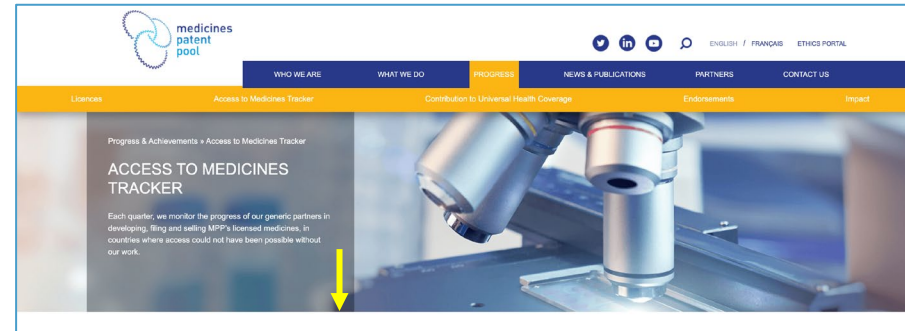 medicines
patent
pool
ENGLISH / FRANÇAIS ETHICS PORTAL
WHO WE ARE WHAT WE DO PROGRESS NEWS & PUBLICATIONS PARTNERS CONTACT US
Licences Access to Medicines Tracker Contribution to Universal Health Coverage Endorsements Impact
Progress & Achievements » Access to Medicines Tracker
ACCESS TO MEDICINES
TRACKER
Each quarter, we monitor the progress of our generic partners in
developing, filing and selling MPP's licensed medicines, in
countries where access could not have been possible without
our work.